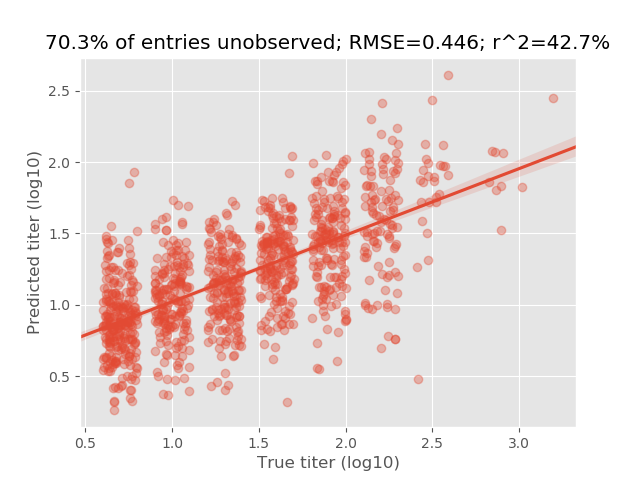 70.3% of entries unobserved; RMSE=0.446; r^2=42.7%
2.5
2.0
1.5
1.0
0.5
Predicted titer (log10)
0.5 1.0 1.5 2.0 2.5 3.0
True titer (log10)